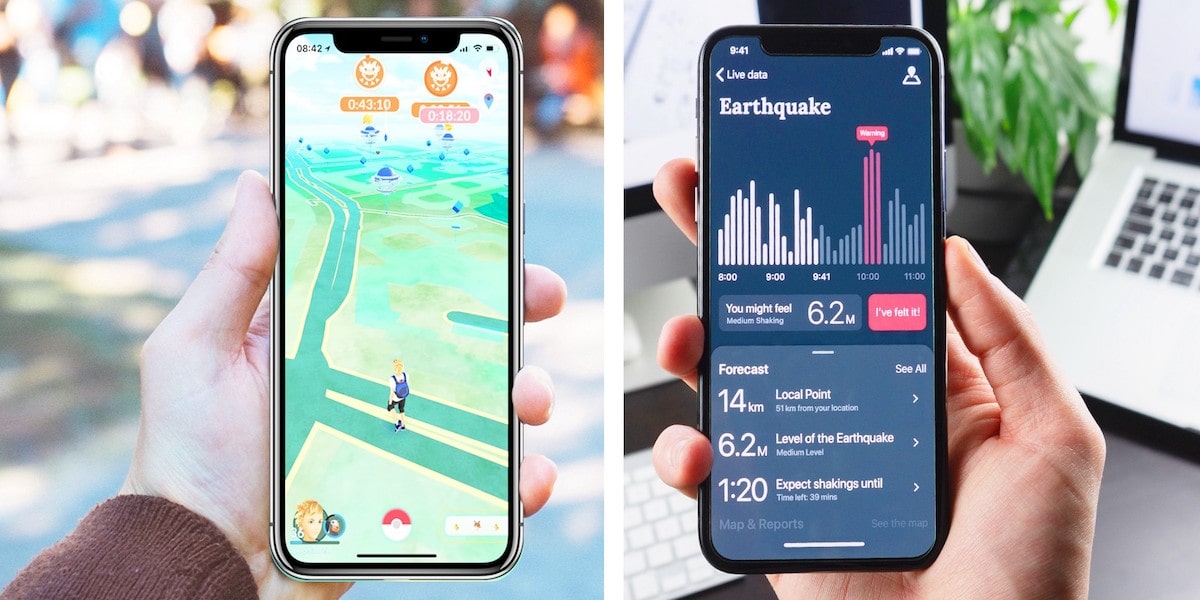 08:42
0:43:10
0:18:20
6
9:41
Live data
Earthquake
Warning
8:00 9:00 9:41 10:00 11:00
You might feel
Medium Shaking
6.2M
I've felt it!
Forecast
See All
14km
Local Point
51 km from your location
6.2M
Level of the Earthquake
Medium Level
1:20
Expect shakings until
Time left: 39 mins
Map & Reports
See the map